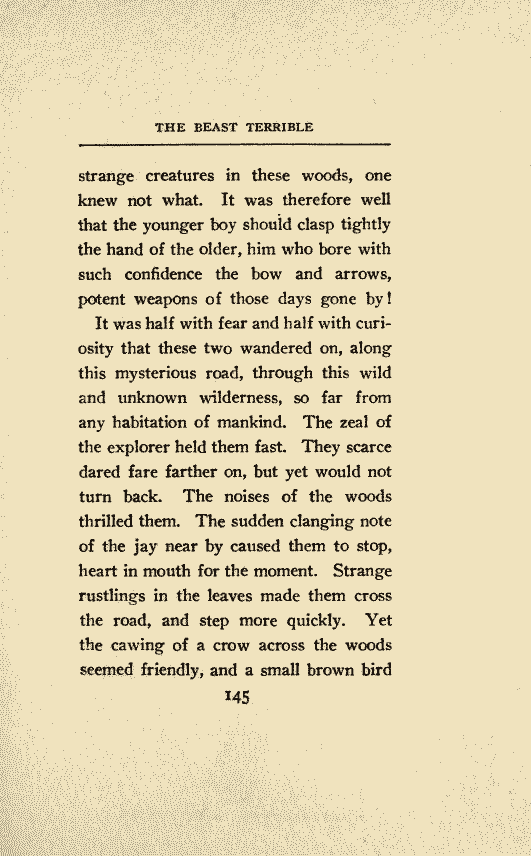 THE BEAST TERRIBLE
strange creatures in these woods, one
knew not what. It was therefore well
that the younger boy should clasp tightly
the hand of the older, him who bore with
such confidence the bow and arrows,
potent weapons of those days gone by!
It was half with fear and half with curi-
osity that these two wandered on, along
this mysterious road, through this wild
and unknown wilderness, so far from
any habitation of mankind. The zeal of
the explorer held them fast. They scarce
dared fare farther on, but yet would not
turn back. The noises of the woods
thrilled them. The sudden clanging note
of the jay near by caused them to stop,
heart in mouth for the moment. Strange
rustlings in the leaves made them cross
the road, and step more quickly. Yet
the cawing of a crow across the woods
seemed friendly, and a small brown bird
145